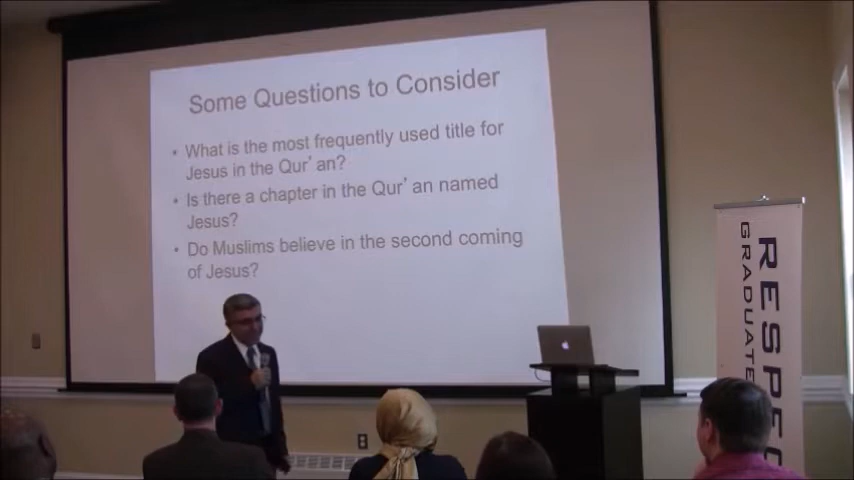 Some Questions to Consider
• What is the most frequently used title for
Jesus in the Qur'an?
• Is there a chapter in the Qur'an named
Jesus?
• Do Muslims believe in the second coming
of Jesus?
RESPEC
GRADUATE